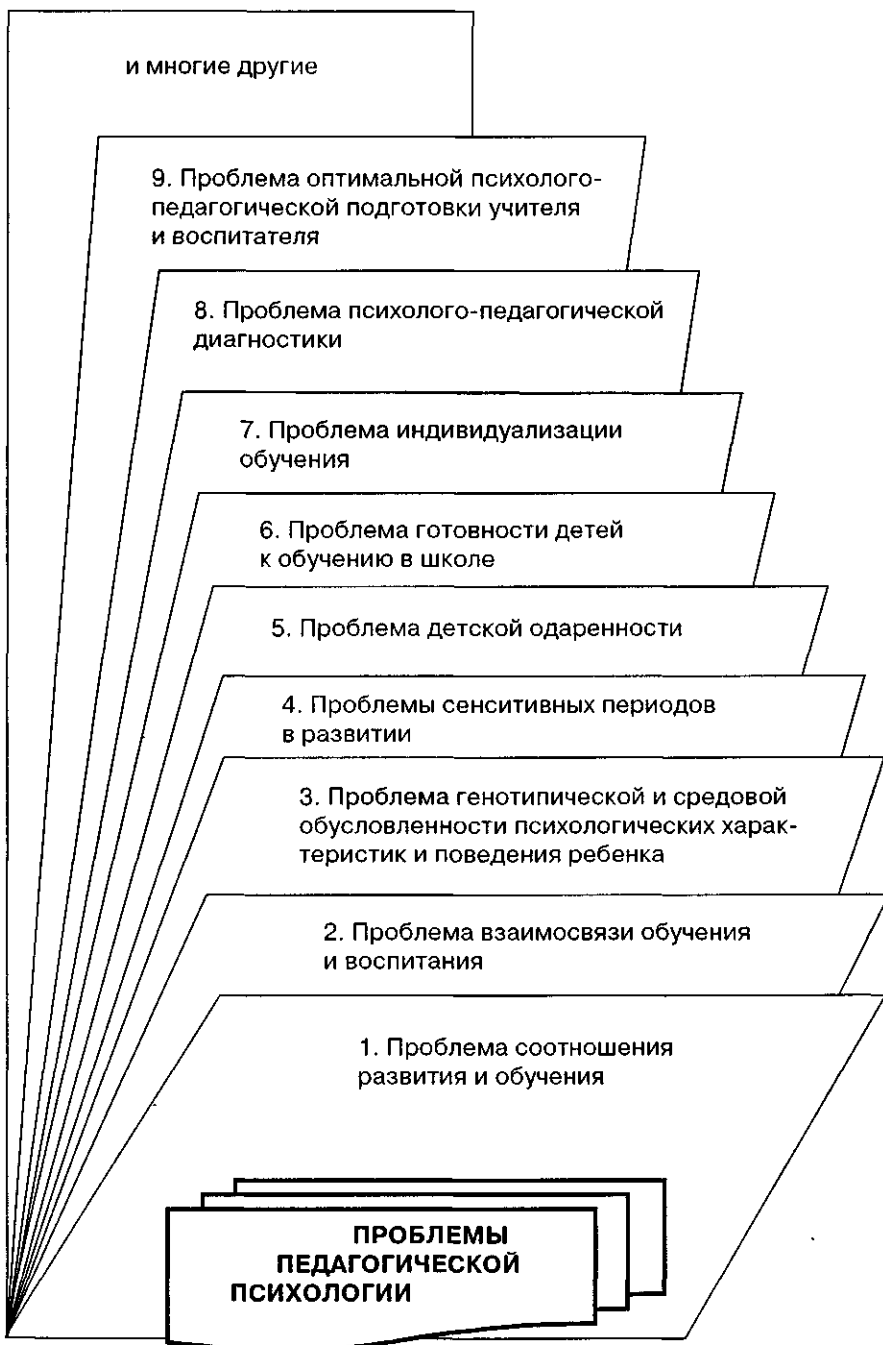 и многие другие
9. Проблема оптимальной психолого-
педагогической подготовки учителя
и воспитателя
8. Проблема психолого-педагогической
диагностики
7. Проблема индивидуализации
обучения
6. Проблема готовности детей
к обучению в школе
5. Проблема детской одаренности
4. Проблемы сенситивных периодов
в развитии
3. Проблема генотипической и средовой
обусловленности психологических харак-
теристик и поведения ребенка
2. Проблема взаимосвязи обучения
и воспитания
1. Проблема соотношения
развития и обучения
ПРОБЛЕМЫ
ПЕДАГОГИЧЕСКОЙ
ПСИХОЛОГИИ